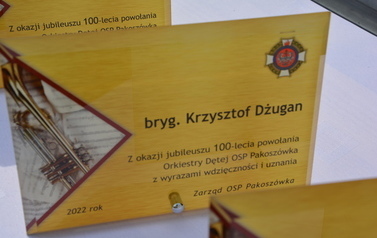 Z okazji jubileuszu 100-lecia powołania
Orkiestry Dętej OSP Pakoszówka
bryg. Krzysztof Dżugan
Z okazji jubileuszu 100-lecia powołania
Orkiestry Dętej OSP Pakoszówka
z wyrazami wdzięczności i uznania
Zarząd OSP Pakoszówka
2022 rok